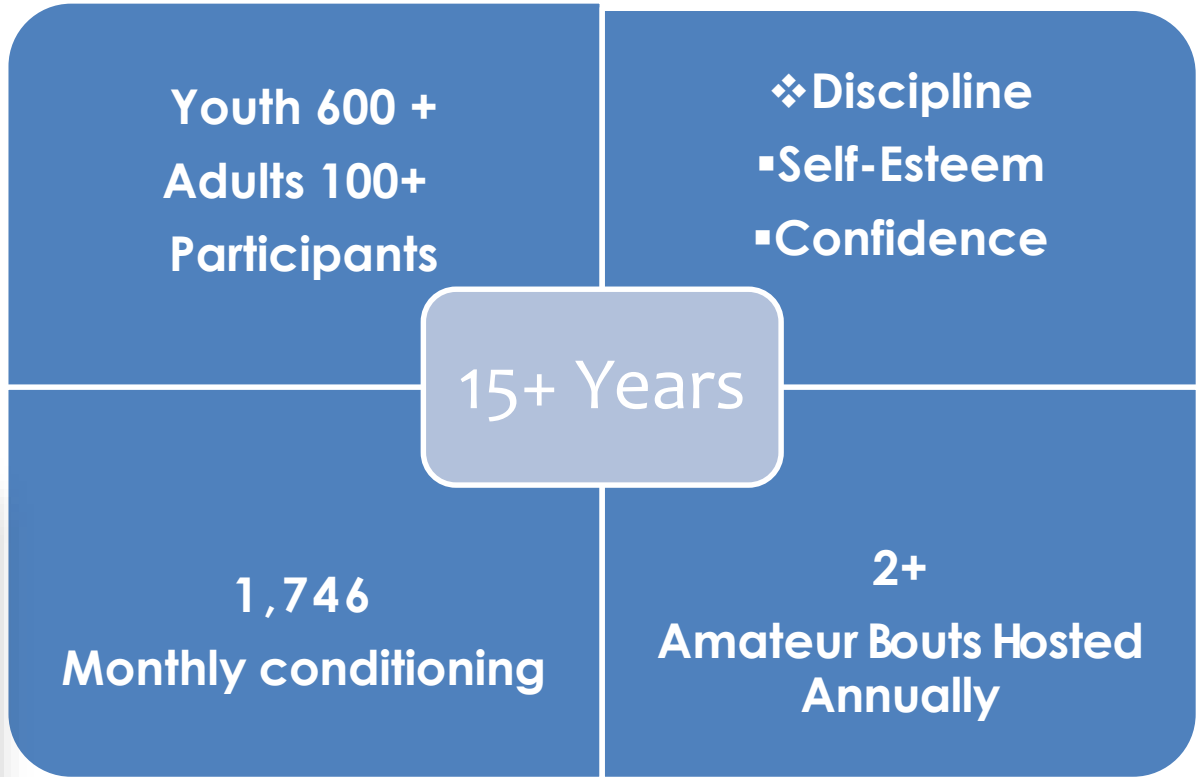 Youth 600 +
Adults 100+
Participants
❖Discipline
▪Self-Esteem
▪Confidence
15+ Years
1,746
Monthly conditioning
2+
Amateur Bouts Hosted
Annually